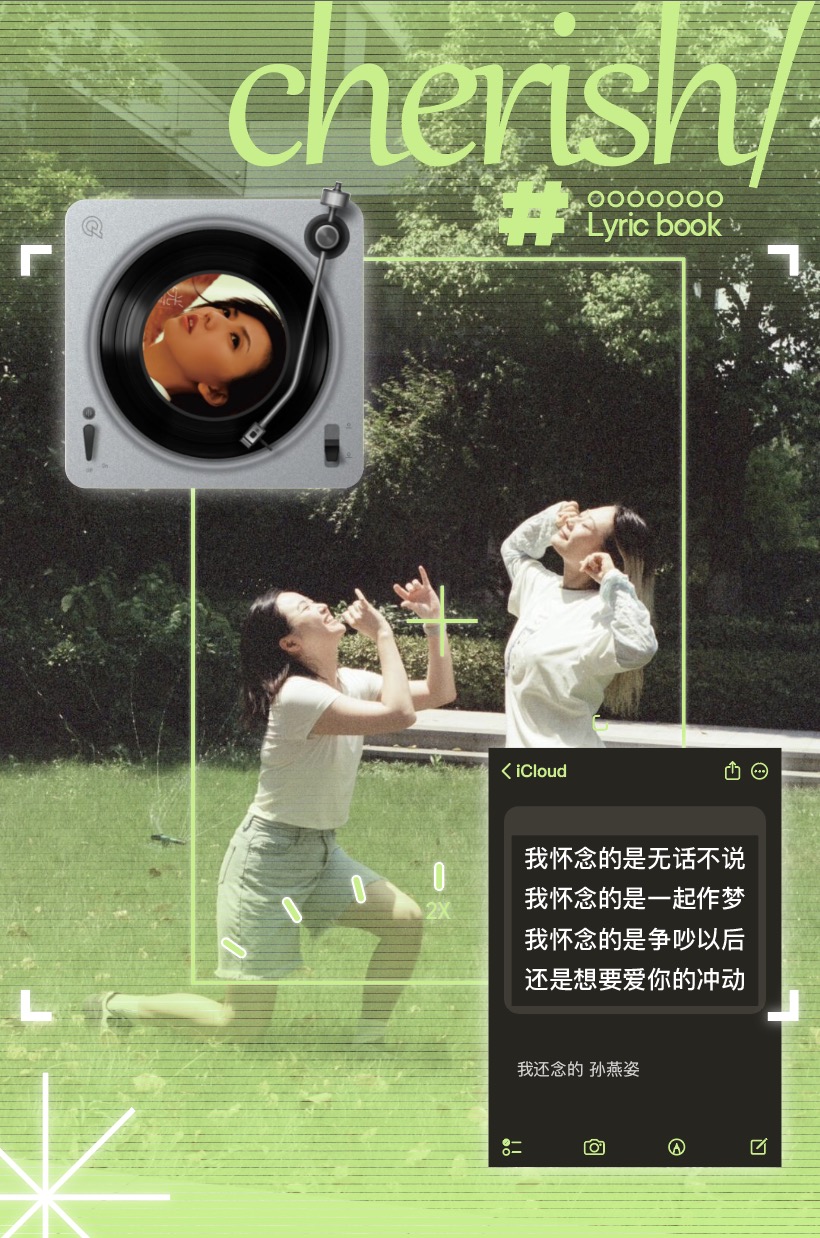 cherish/
# ooooooo
Lyric book
2X
iCloud
我怀念的是无话不说
我怀念的是一起作梦
我怀念的是争吵以后
还是想要爱你的冲动
我还念的 孙燕姿